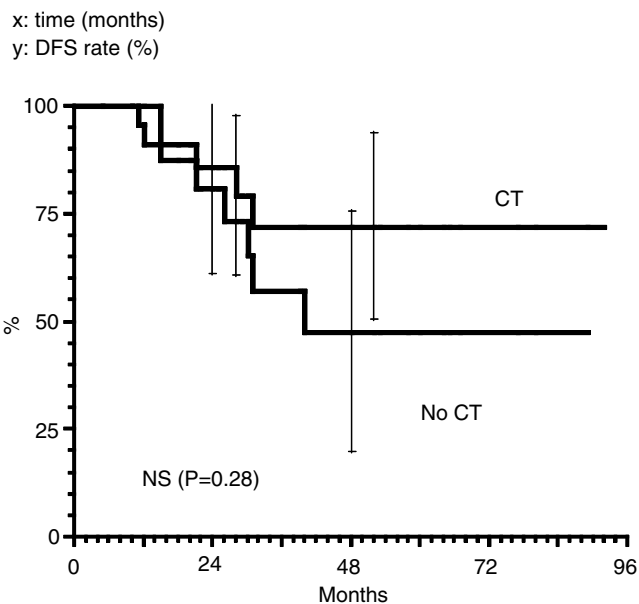 x: time (months)
y: DFS rate (%)
100
75
50
25
0
%
CT
No CT
NS (P=0.28)
0 24 48 72 96
Months